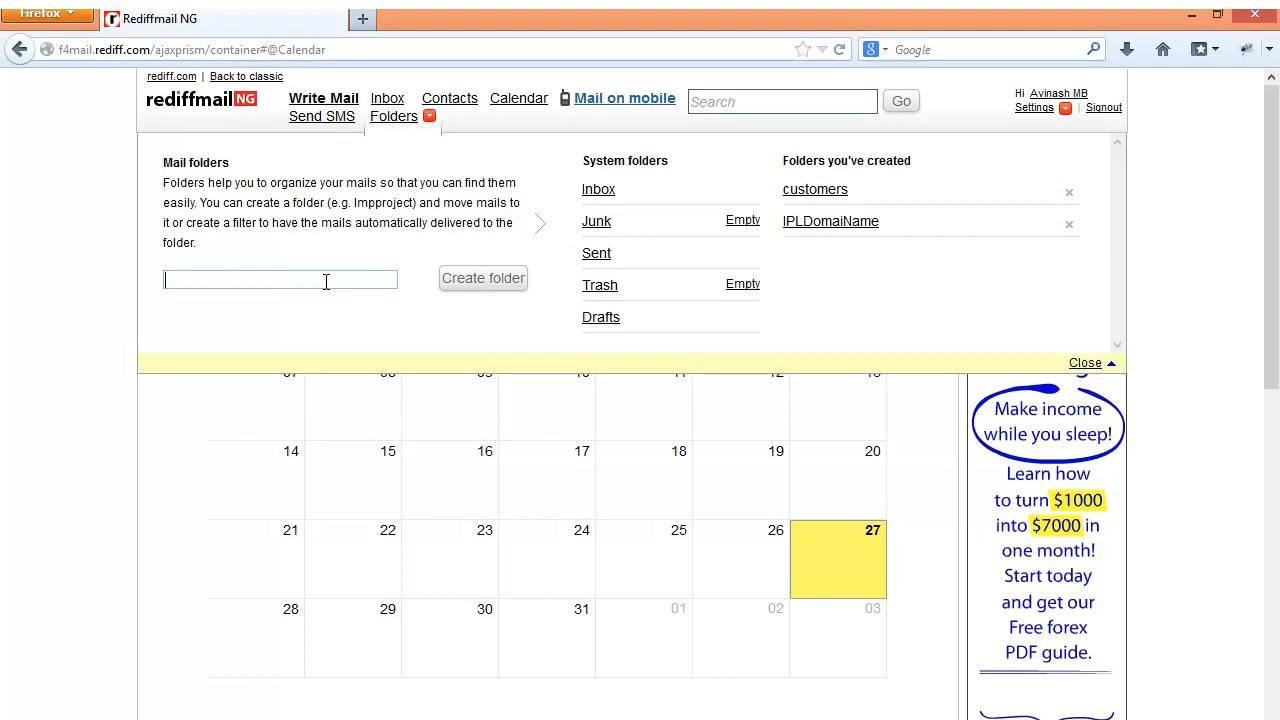 Firefox
Rediffmail NG
f4mail.rediff.com/ajaxprism/container#@Calendar
Google
rediff.com | Back to classic
rediffmail NG
Write Mail Inbox Contacts Calendar Mail on mobile
Search
Go
Send SMS Folders
Hi Avinash MB
Settings | Signout
Mail folders
Folders help you to organize your mails so that you can find them
easily. You can create a folder (e.g. Imprproject) and move mails to
it or create a filter to have the mails automatically delivered to the
folder.
Create folder
System folders
Inbox
Junk Empty
Sent
Trash Empty
Drafts
Folders you've created
customers
IPLDomaiName
Close
14 15 16 17 18 19 20
21 22 23 24 25 26 27
28 29 30 31 01 02 03
Make income
while you sleep!
Learn how
to turn $1000
into $7000 in
one month!
Start today
and get our
Free forex
PDF guide.